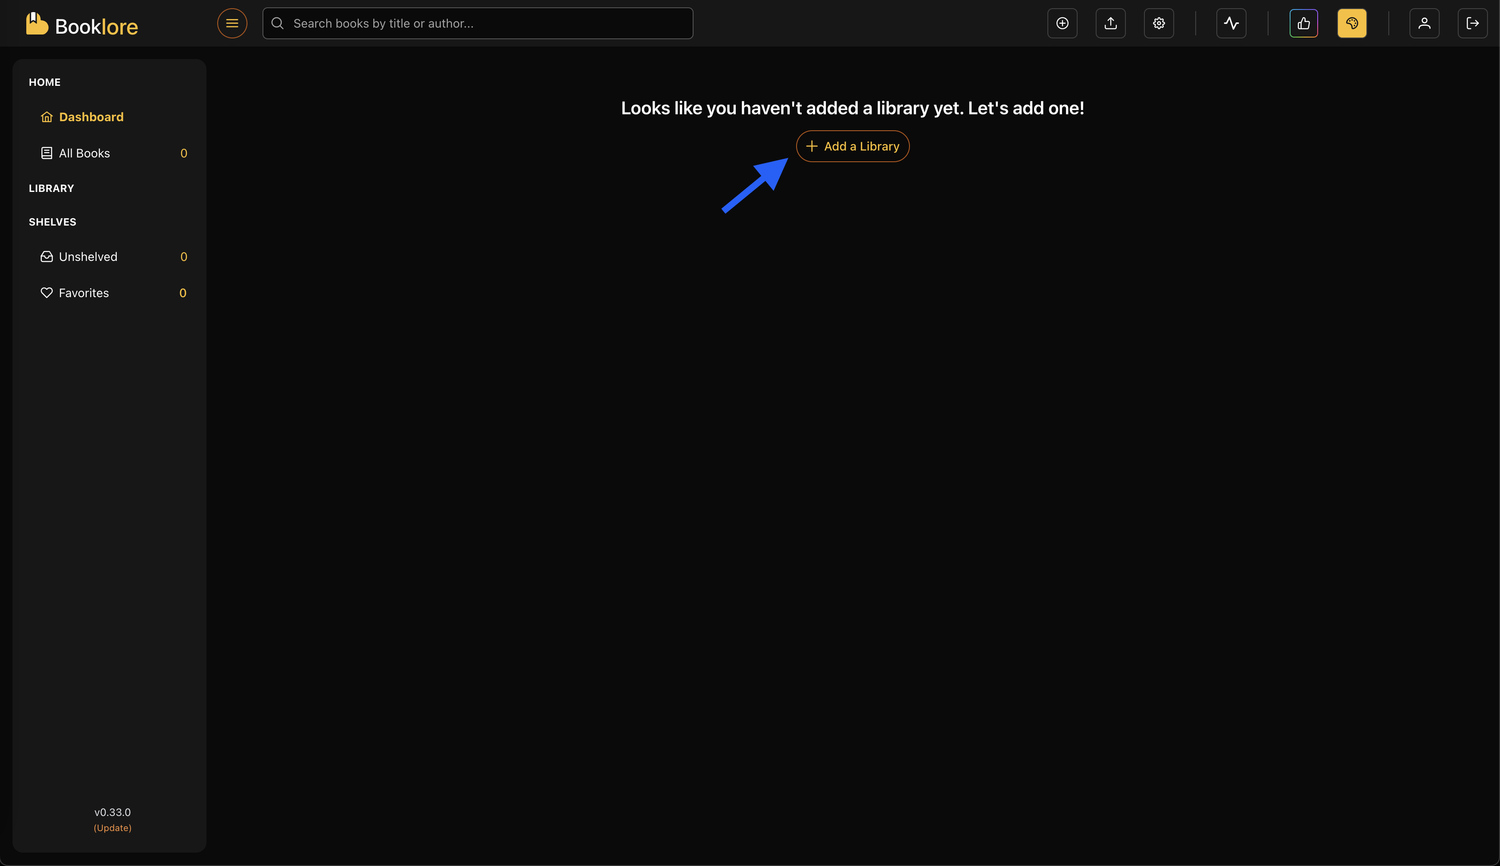 Booklore
Search books by title or author...
HOME
Dashboard
All Books 0
LIBRARY
SHELVES
Unshelved 0
Favorites 0
v0.33.0
(Update)
Looks like you haven't added a library yet. Let's add one!
Add a Library